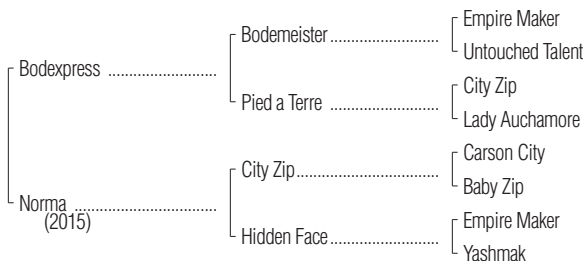 Empire Maker
Bodemeister
Untouched Talent
Bodexpress
City Zip
Pied a Terre
Lady Auchamore
Carson City
City Zip
Baby Zip
Norma
(2015)
Empire Maker
Hidden Face
Yashmak